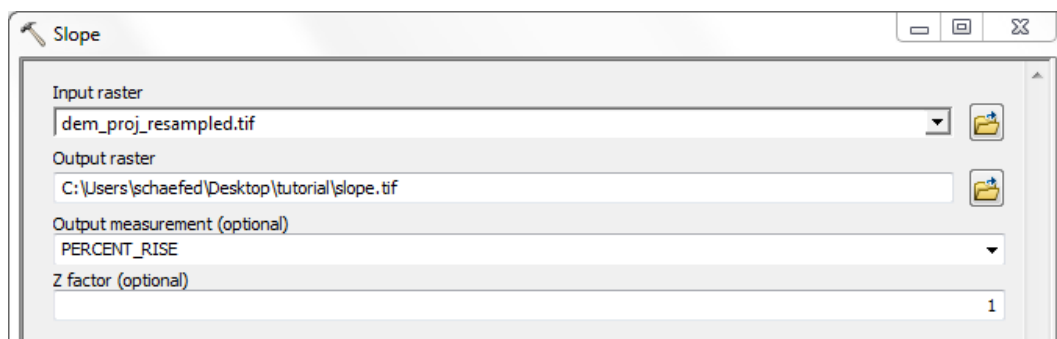 Slope
Input raster
dem_proj_resampled.tif
Output raster
C:\Users\schaefed\Desktop\tutorial\slope.tif
Output measurement (optional)
PERCENT_RISE
Z factor (optional)
1